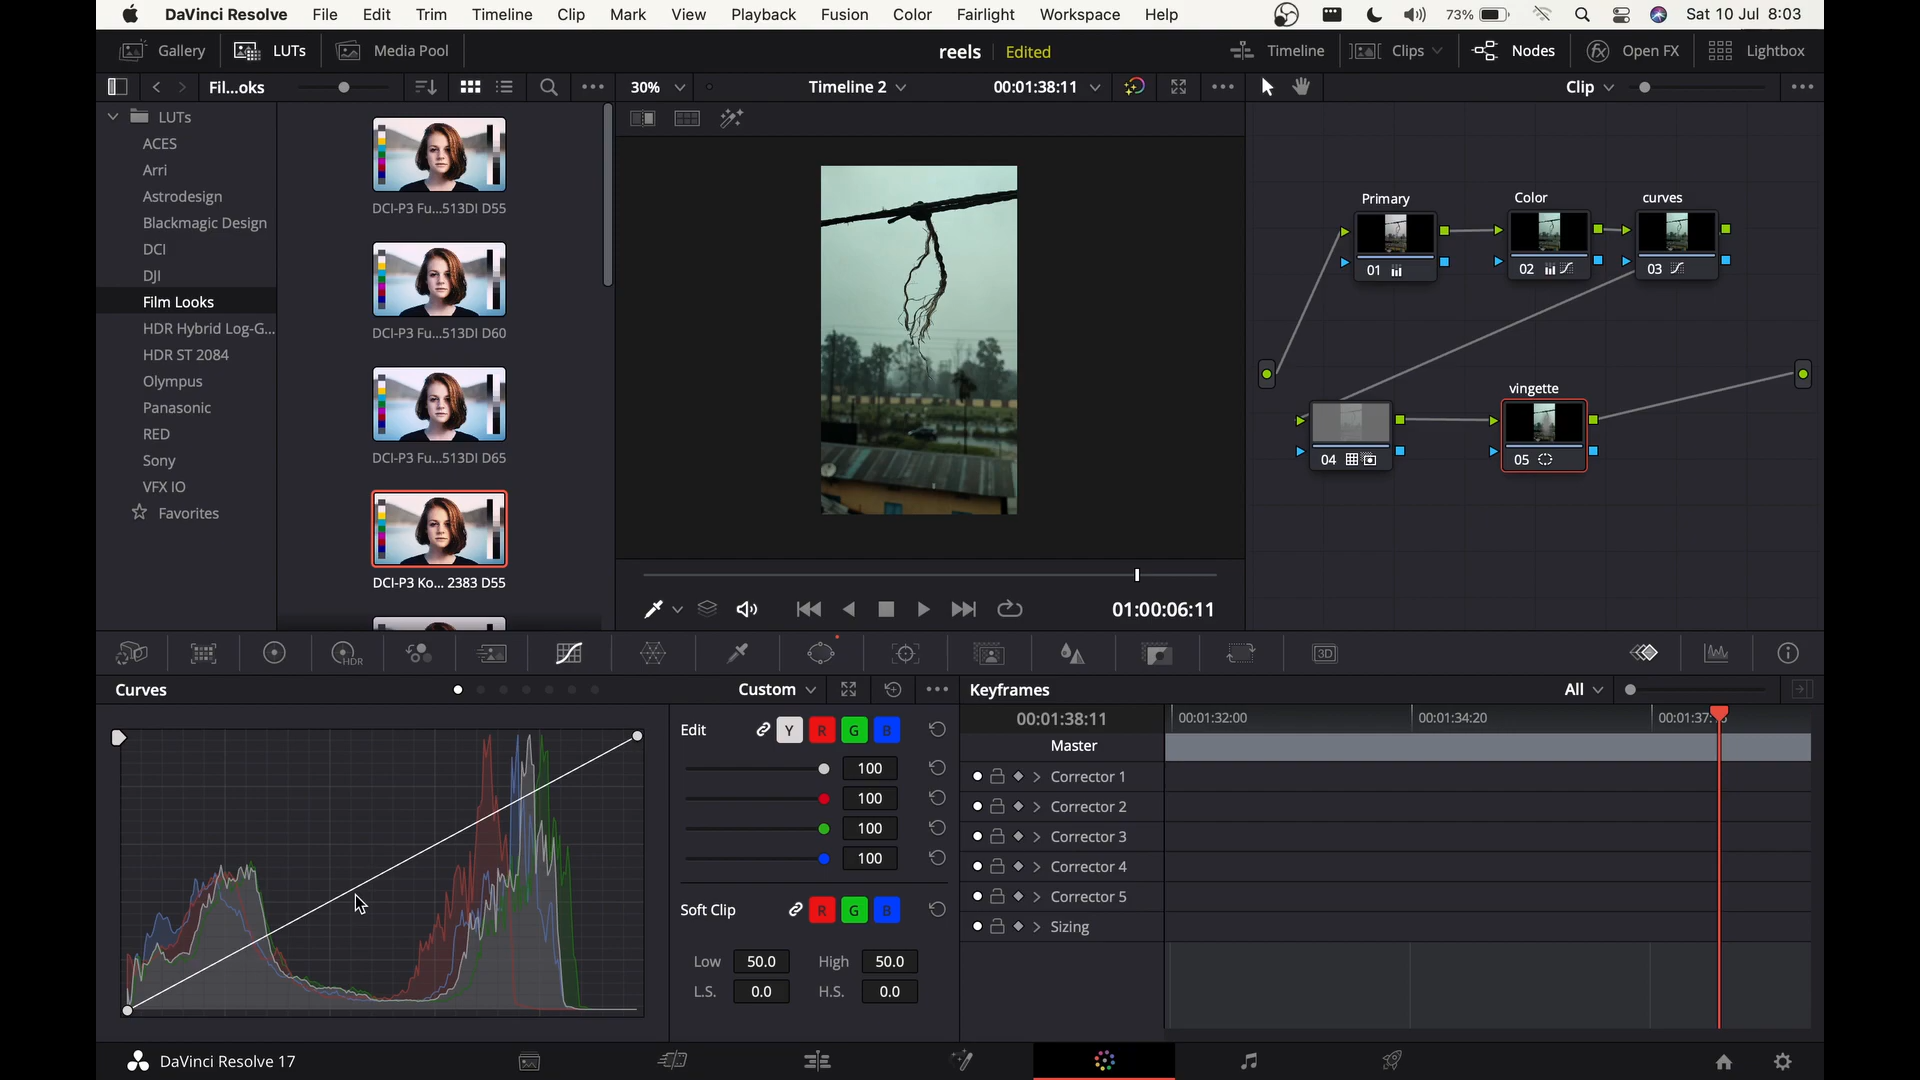 DaVinci Resolve File Edit Trim Timeline Clip Mark View Playback Fusion Color Fairlight Workspace Help 73% Sat 10 Jul 8:03
Gallery LUTs Media Pool reels Edited Timeline Clips Nodes Open FX Lightbox
Fil...oks 30% Timeline 2 00:01:38:11 Clip
LUTs
ACES
Arri
Astrodesign
Blackmagic Design
DCI
DJI
Film Looks
HDR Hybrid Log-G...
HDR ST 2084
Olympus
Panasonic
RED
Sony
VFX IO
Favorites
DCI-P3 Fu...513DI D55
DCI-P3 Fu...513DI D60
DCI-P3 Fu...513DI D65
DCI-P3 Ko... 2383 D55
Primary Color curves
01 02 03
vingette
04 05
01:00:06:11
HDR 3D
Curves Custom
Edit Y R G B
100
100
100
100
Soft Clip R G B
Low 50.0 High 50.0
L.S. 0.0 H.S. 0.0
Keyframes All
00:01:38:11 00:01:32:00 00:01:34:20
Master
Corrector 1
Corrector 2
Corrector 3
Corrector 4
Corrector 5
Sizing
DaVinci Resolve 17